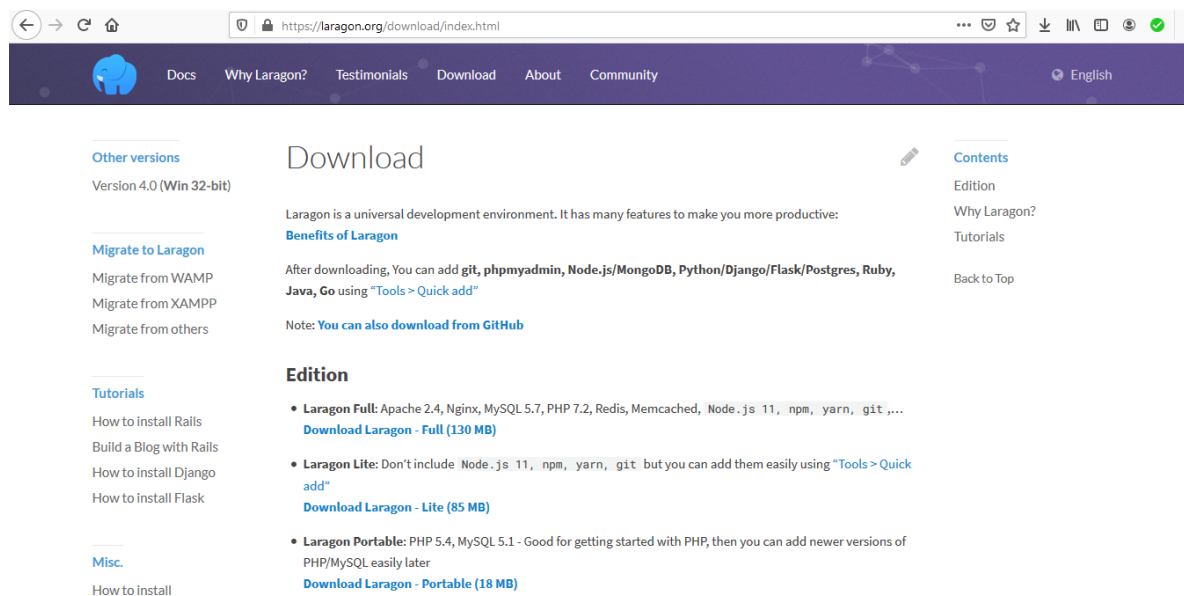 https://laragon.org/download/index.html
Docs Why Laragon? Testimonials Download About Community English
Other versions
Version 4.0 (Win 32-bit)
Migrate to Laragon
Migrate from WAMP
Migrate from XAMPP
Migrate from others
Tutorials
How to install Rails
Build a Blog with Rails
How to install Django
How to install Flask
Misc.
How to install
Download
Laragon is a universal development environment. It has many features to make you more productive:
Benefits of Laragon
After downloading, You can add git, phpmyadmin, Node.js/MongoDB, Python/Django/Flask/Postgres, Ruby,
Java, Go using “Tools > Quick add”
Note: You can also download from GitHub
Edition
• Laragon Full: Apache 2.4, Nginx, MySQL 5.7, PHP 7.2, Redis, Memcached, Node.js 11, npm, yarn, git ,…
Download Laragon - Full (130 MB)
• Laragon Lite: Don’t include Node.js 11, npm, yarn, git but you can add them easily using “Tools > Quick
add”
Download Laragon - Lite (85 MB)
• Laragon Portable: PHP 5.4, MySQL 5.1 - Good for getting started with PHP, then you can add newer versions of
PHP/MySQL easily later
Download Laragon - Portable (18 MB)
Contents
Edition
Why Laragon?
Tutorials
Back to Top